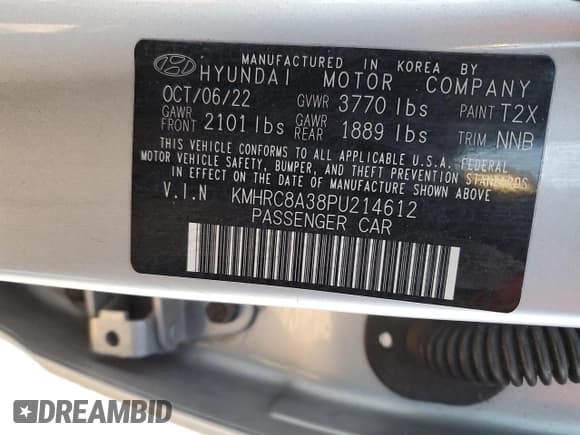 MANUFACTURED IN KOREA BY
HYUNDAI MOTOR COMPANY
OCT/06/22 GVWR 3770 lbs PAINT T2X
GAWR FRONT 2101 lbs GAWR REAR 1889 lbs TRIM NNB
THIS VEHICLE CONFORMS TO ALL APPLICABLE U.S.A. FEDERAL
MOTOR VEHICLE SAFETY, BUMPER, AND THEFT PREVENTION STANDARDS
IN EFFECT ON THE DATE OF MANUFACTURE SHOWN ABOVE
V.I.N KMHRC8A38PU214612
PASSENGER CAR
DREAMBID